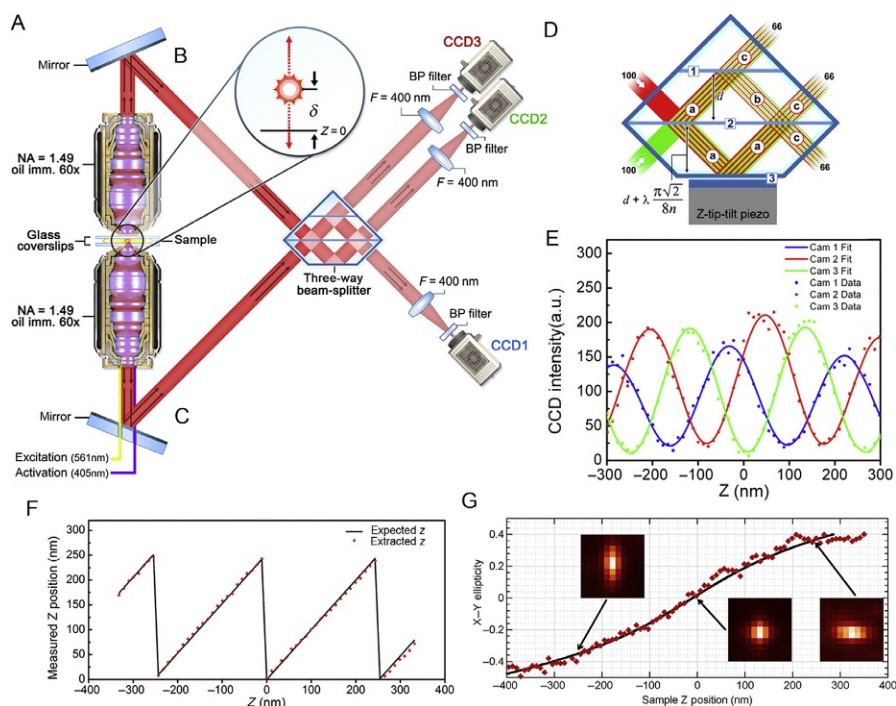 A
B
Mirror
NA = 1.49
oil imm. 60x
δ
Z=0
CCD3
BP filter
CCD2
F = 400 nm
BP filter
F = 400 nm
Glass
coverslips
Sample
Three-way
beam-splitter
F = 400 nm
BP filter
CCD1
NA = 1.49
oil imm. 60x
Mirror
C
Excitation (561nm)
Activation (405nm)
D
66
100
1
c
d
66
a
b
c
2
c
100
a
a
66
3
d + λ π√2
8n
Z-tip-tilt piezo
E
CCD intensity(a.u.)
300
250
200
150
100
50
0
Cam 1 Fit
Cam 2 Fit
Cam 3 Fit
Cam 1 Data
Cam 2 Data
Cam 3 Data
−300 −200 −100 0 100 200 300
Z (nm)
F
Measured Z position (nm)
300
250
200
150
100
50
0
Expected z
Extracted z
−400 −300 −200 −100 0 100 200 300 400
Z (nm)
G
X–Y ellipticity
0.4
0.2
0
−0.2
−0.4
−400 −300 −200 −100 0 100 200 300 400
Sample Z position (nm)